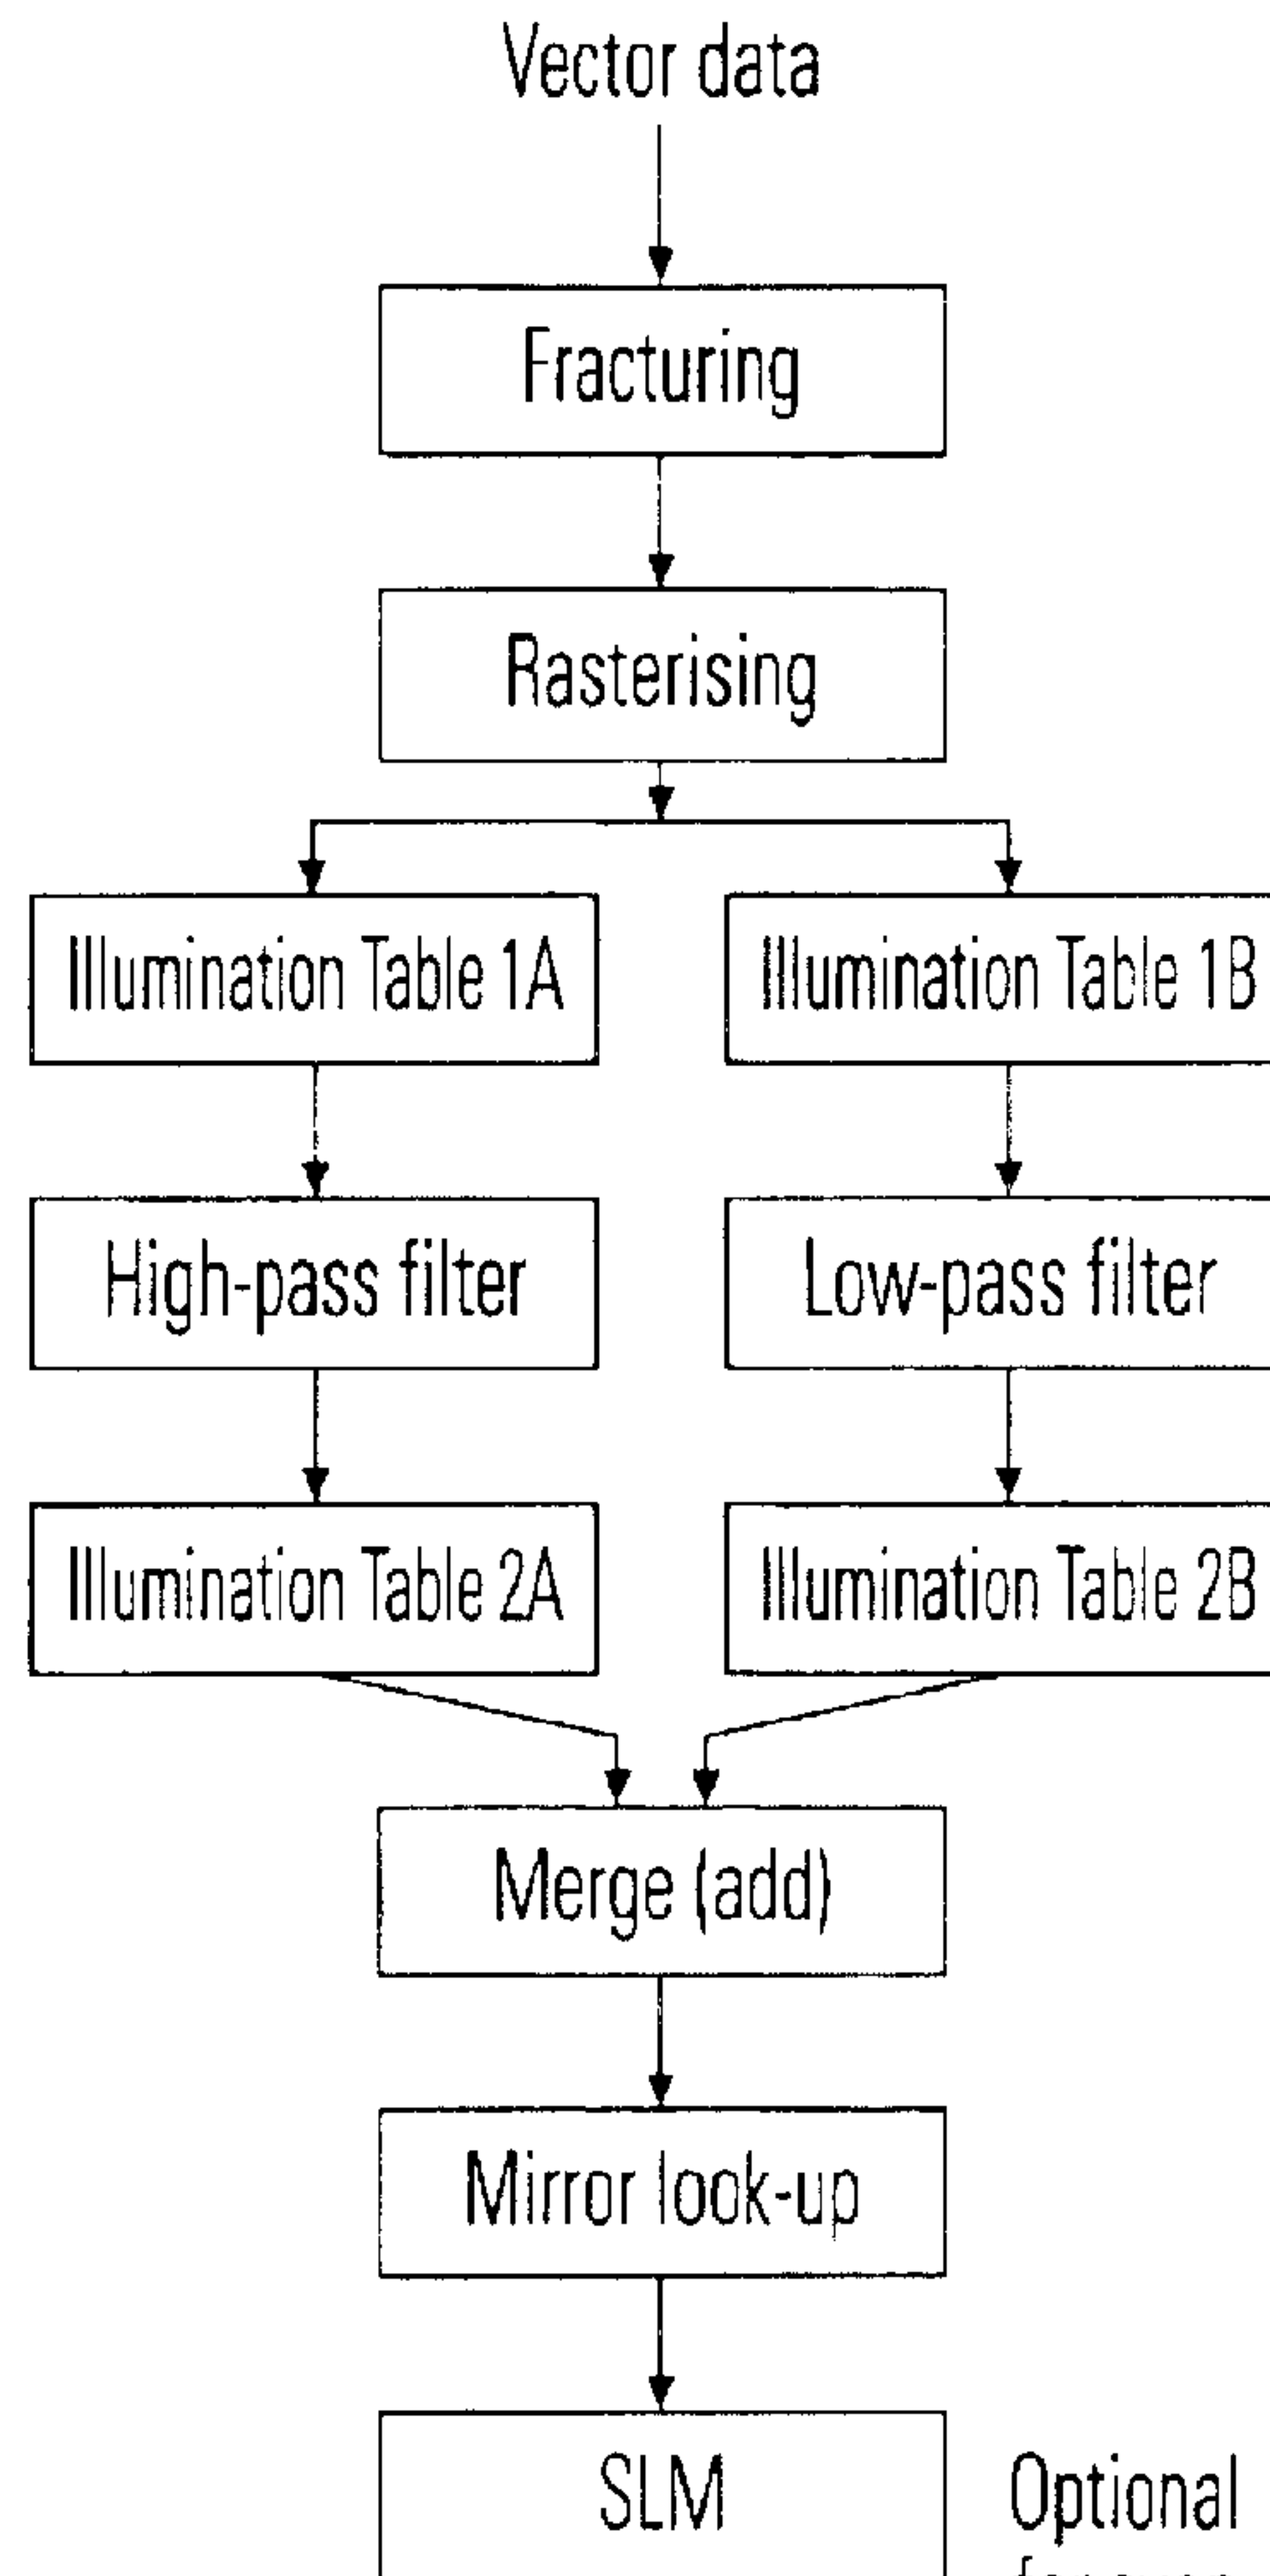 Vector data
Fracturing
Rasterising
Illumination Table 1A
Illumination Table 1B
High-pass filter
Low-pass filter
Illumination Table 2A
Illumination Table 2B
Merge (add)
Mirror look-up
SLM
Optional